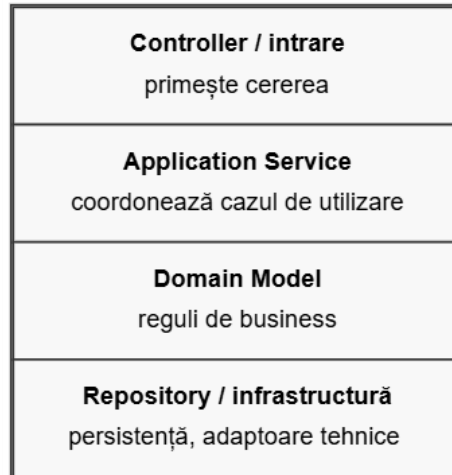 Controller / intrare
primește cererea
Application Service
coordonează cazul de utilizare
Domain Model
reguli de business
Repository / infrastructură
persistență, adaptoare tehnice